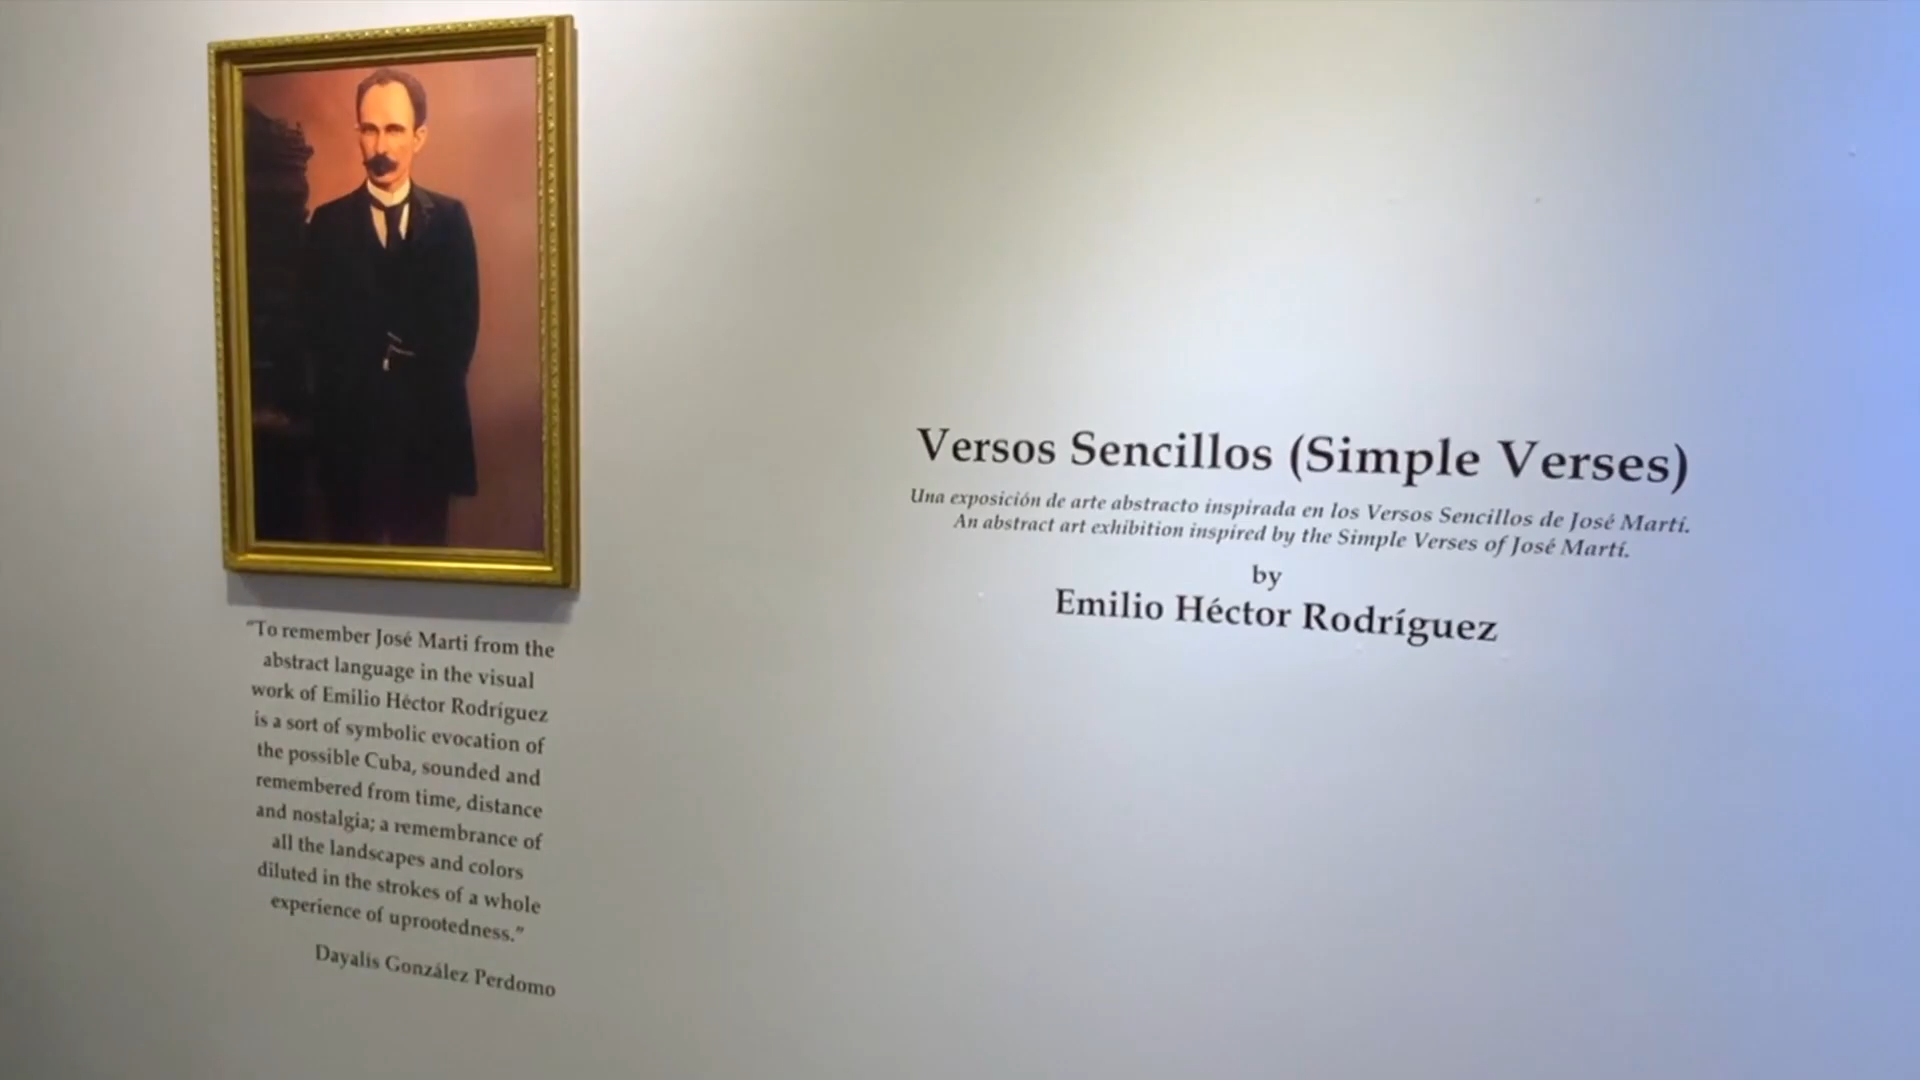 "To remember José Marti from the
abstract language in the visual
work of Emilio Héctor Rodríguez
is a sort of symbolic evocation of
the possible Cuba, sounded and
remembered from time, distance
and nostalgia; a remembrance of
all the landscapes and colors
diluted in the strokes of a whole
experience of uprootedness."
Dayalis González Perdomo
Versos Sencillos (Simple Verses)
Una exposición de arte abstracto inspirada en los Versos Sencillos de José Martí.
An abstract art exhibition inspired by the Simple Verses of José Martí.
by
Emilio Héctor Rodríguez